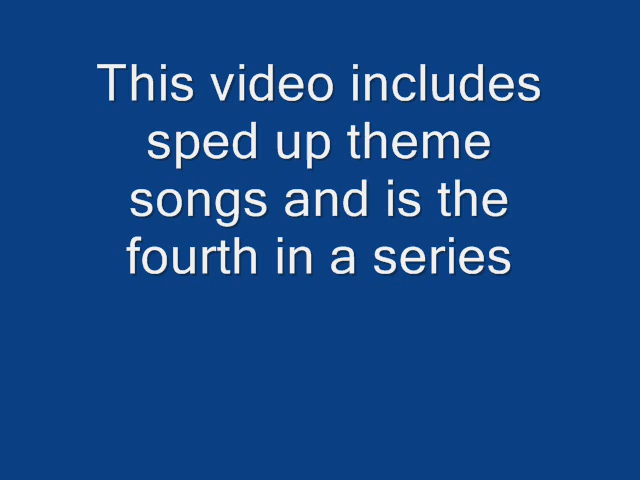 This video includes
sped up theme
songs and is the
fourth in a series